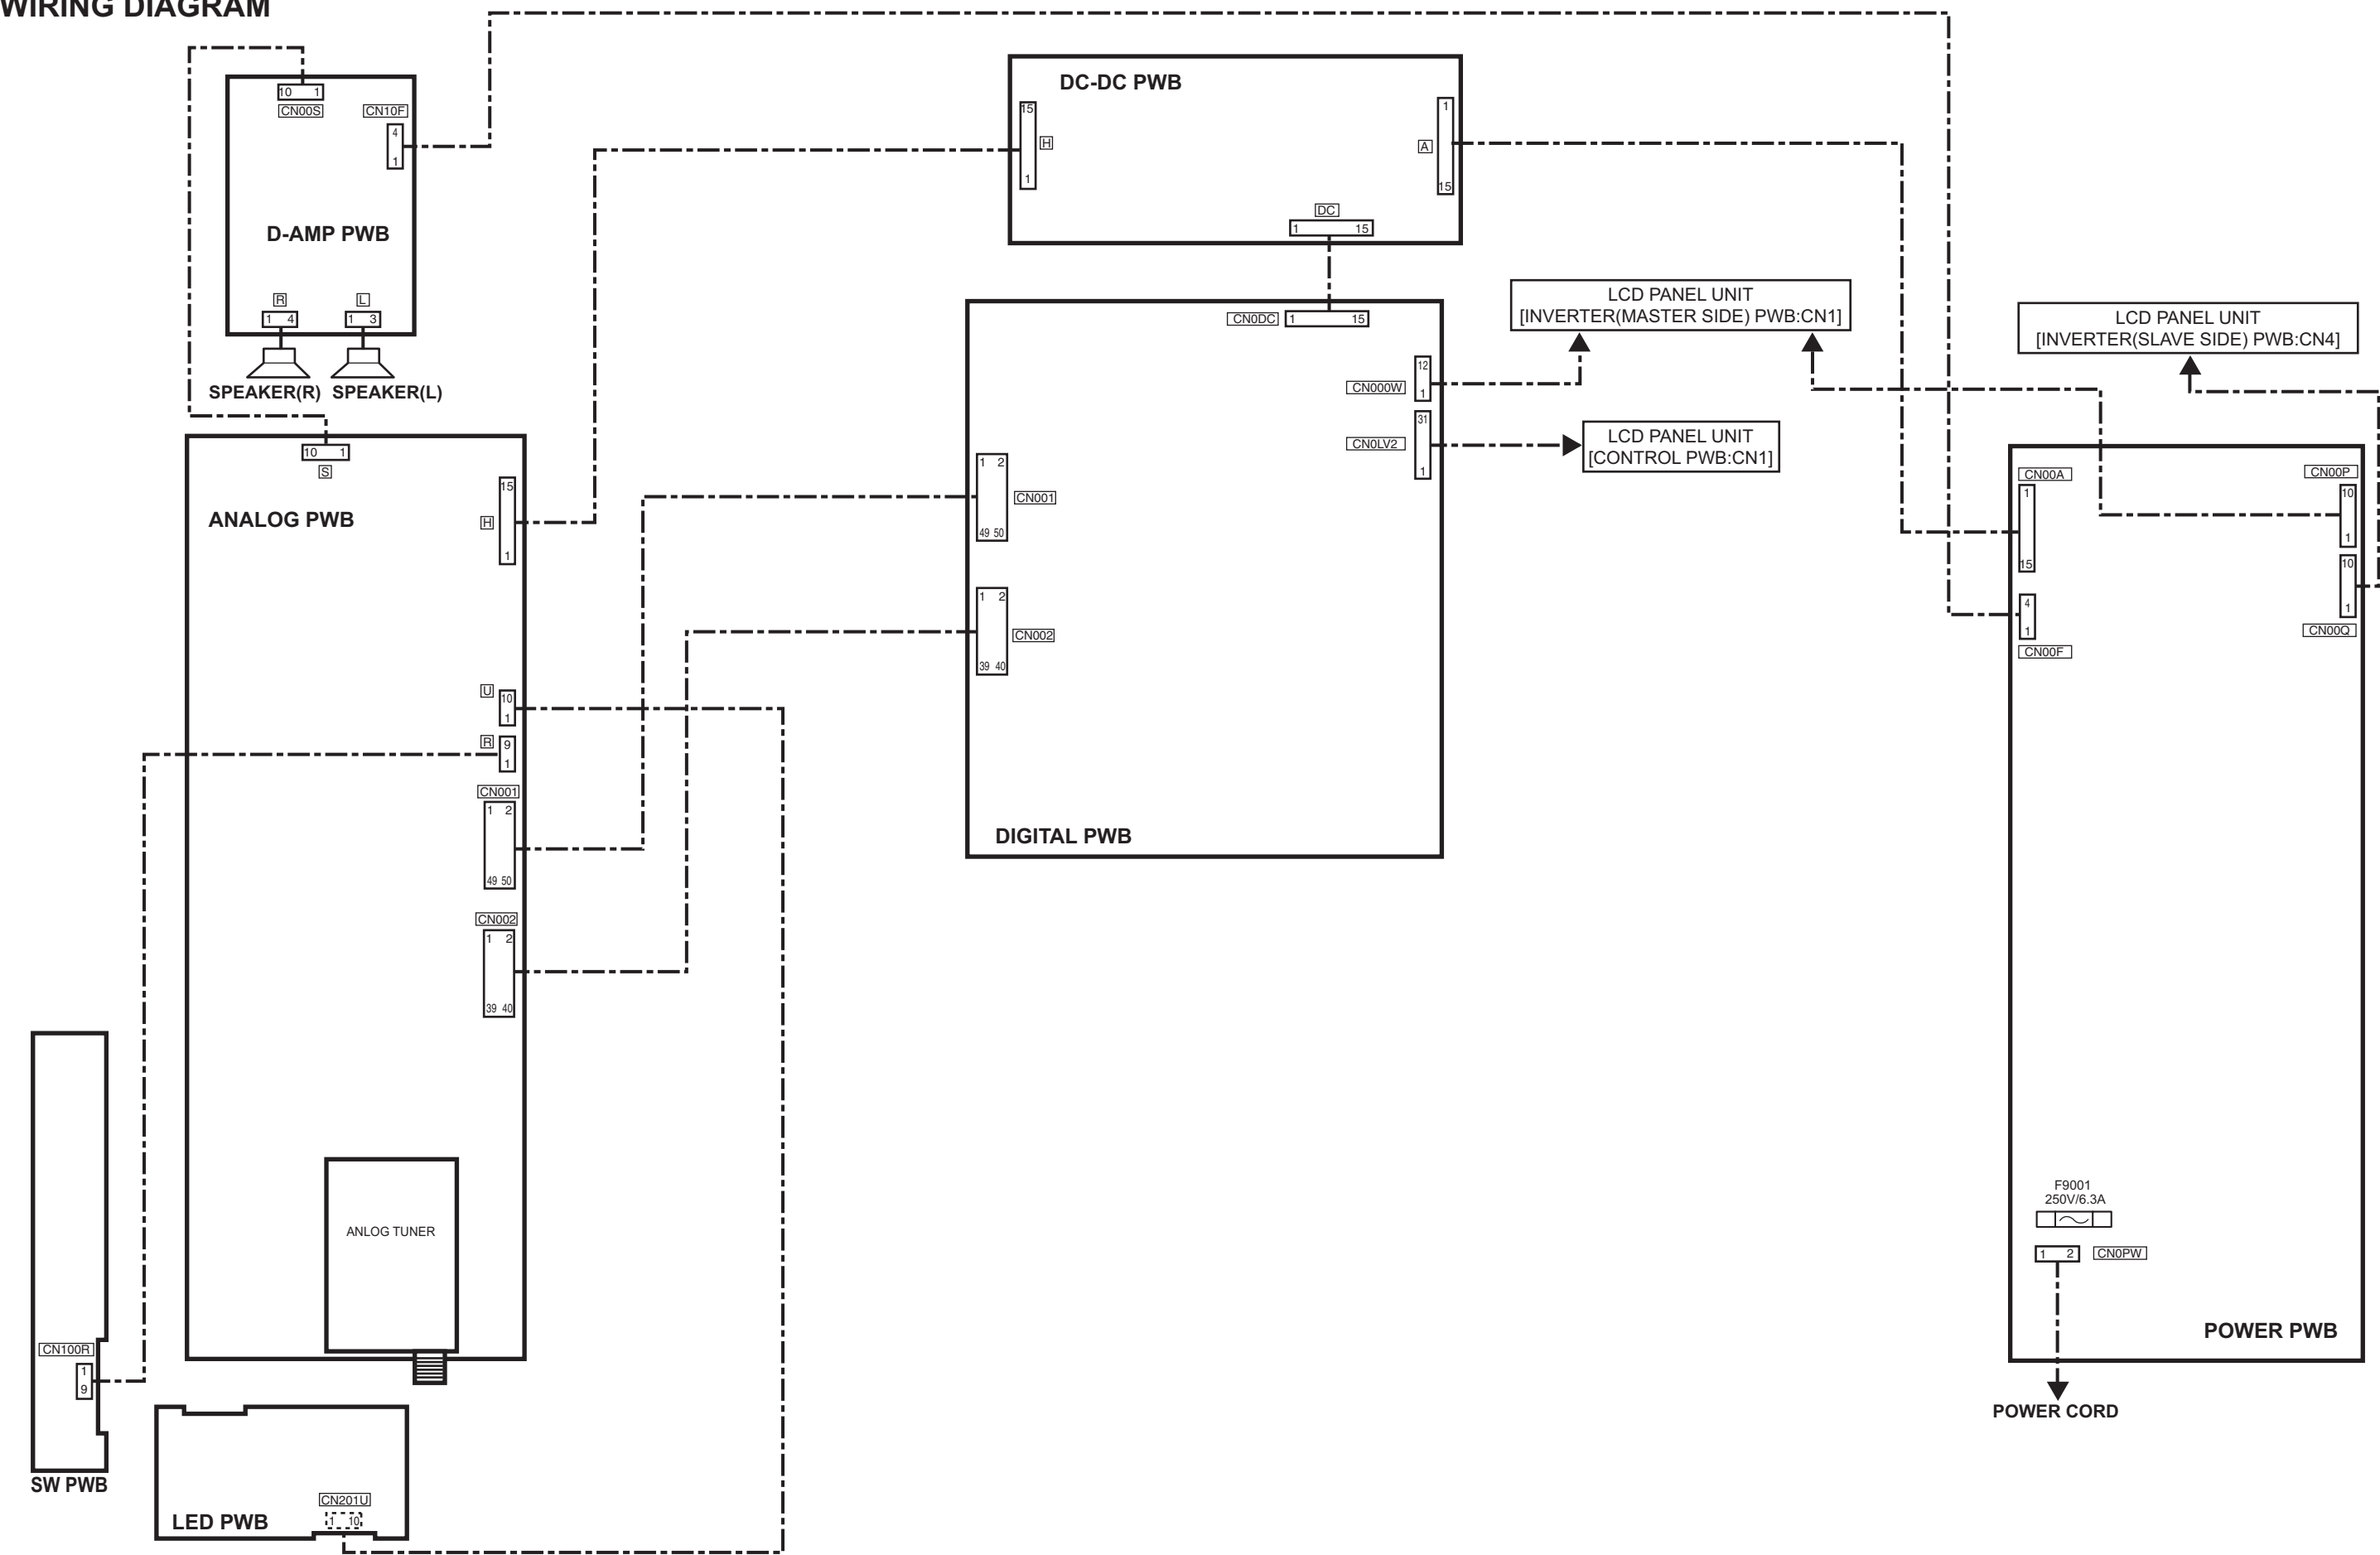 WIRING DIAGRAM
10 1
CN00S
CN10F
4
1
D-AMP PWB
R
L
1 4
1 3
SPEAKER(R) SPEAKER(L)
DC-DC PWB
15
H
1
1
A
15
DC
1 15
CN0DC
1 15
12
CN000W
1
31
CN0LV2
1
1 2
CN001
49 50
1 2
CN002
39 40
DIGITAL PWB
LCD PANEL UNIT
[INVERTER(MASTER SIDE) PWB:CN1]
LCD PANEL UNIT
[CONTROL PWB:CN1]
LCD PANEL UNIT
[INVERTER(SLAVE SIDE) PWB:CN4]
10 1
S
ANALOG PWB
15
H
1
U
10
1
R
9
1
CN001
1 2
49 50
CN002
1 2
39 40
ANLOG TUNER
CN100R
1
9
SW PWB
CN201U
1 10
LED PWB
CN00A
1
15
4
1
CN00F
CN00P
10
1
10
1
CN00Q
F9001
250V/6.3A
1 2
CN0PW
POWER PWB
POWER CORD